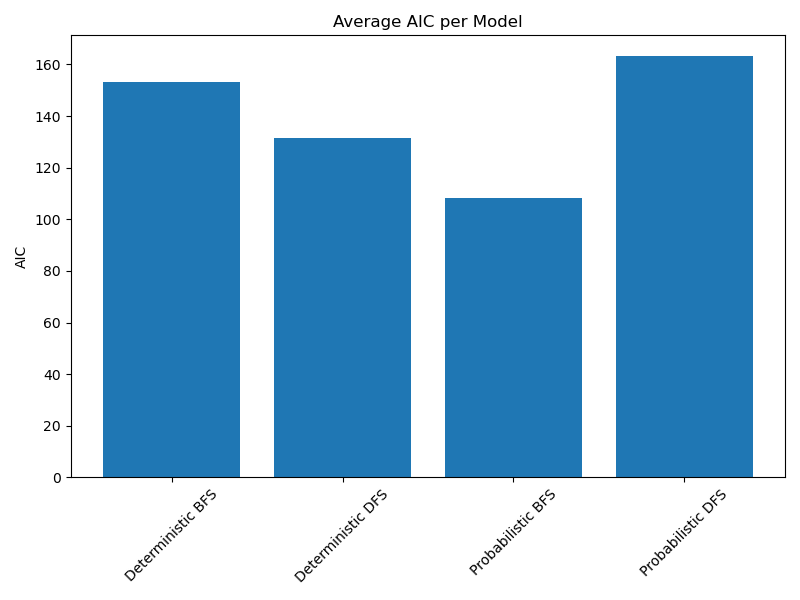 Average AIC per Model
AIC
160
140
120
100
80
60
40
20
0
Deterministic BFS
Deterministic DFS
Probabilistic BFS
Probabilistic DFS